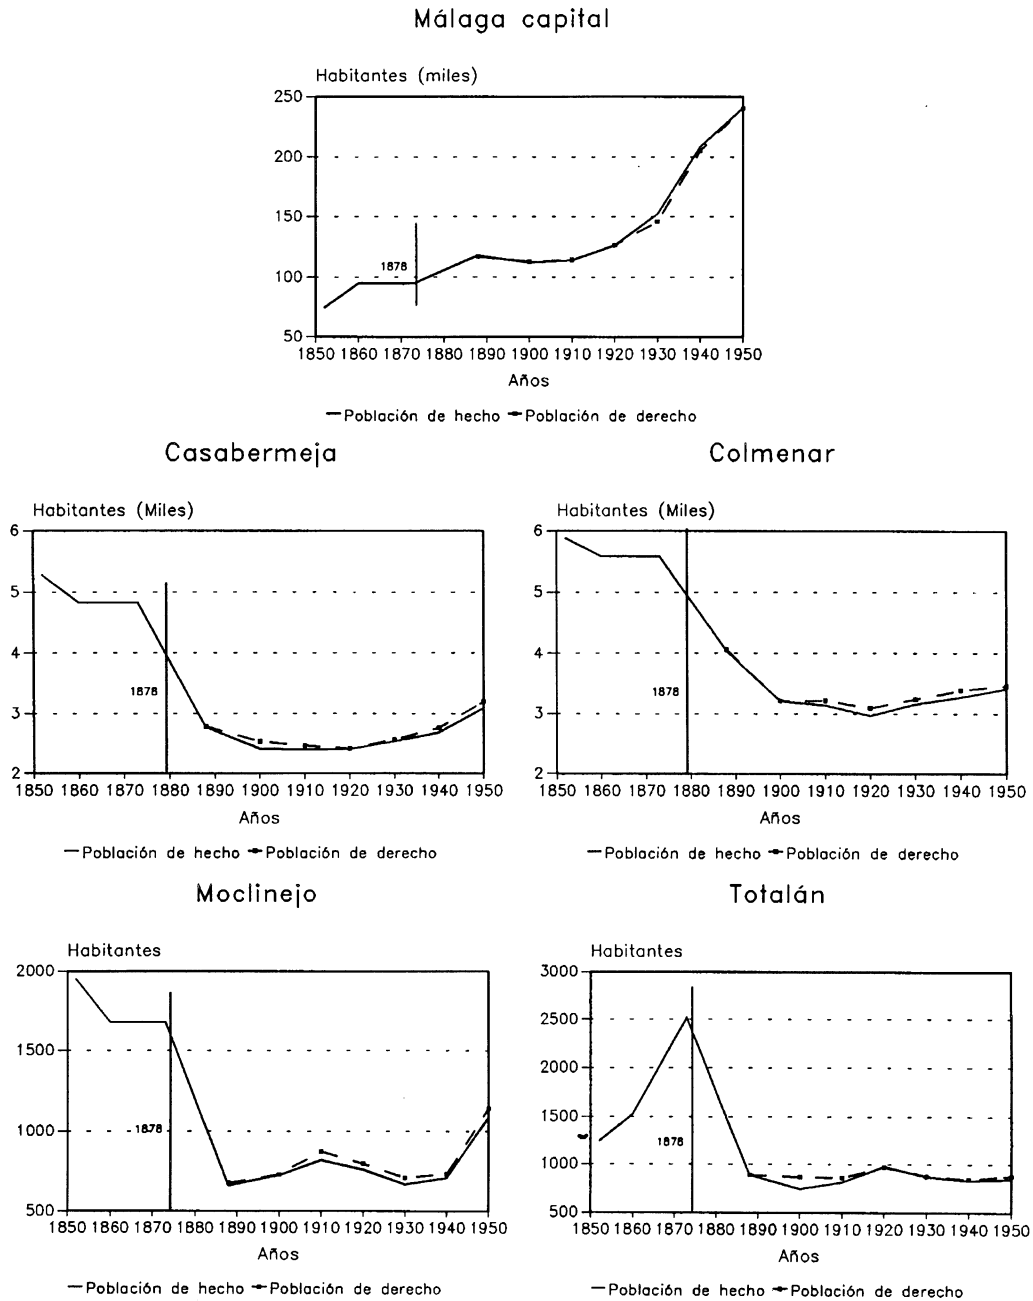 Málaga capital
Habitantes (miles)
250
200
150
1878
100
50
1850 1860 1870 1880 1890 1900 1910 1920 1930 1940 1950
Años
Población de hecho Población de derecho
Casabermeja
Habitantes (Miles)
6
5
4
1878
3
2
1850 1860 1870 1880 1890 1900 1910 1920 1930 1940 1950
Años
Población de hecho Población de derecho
Colmenar
Habitantes (Miles)
6
5
4
1878
3
2
1850 1860 1870 1880 1890 1900 1910 1920 1930 1940 1950
Años
Población de hecho Población de derecho
Moclinejo
Habitantes
2000
1500
1878
1000
500
1850 1860 1870 1880 1890 1900 1910 1920 1930 1940 1950
Años
Población de hecho Población de derecho
Totalán
Habitantes
3000
2500
2000
1500
1878
1000
500
1850 1860 1870 1880 1890 1900 1910 1920 1930 1940 1950
Años
Población de hecho Población de derecho